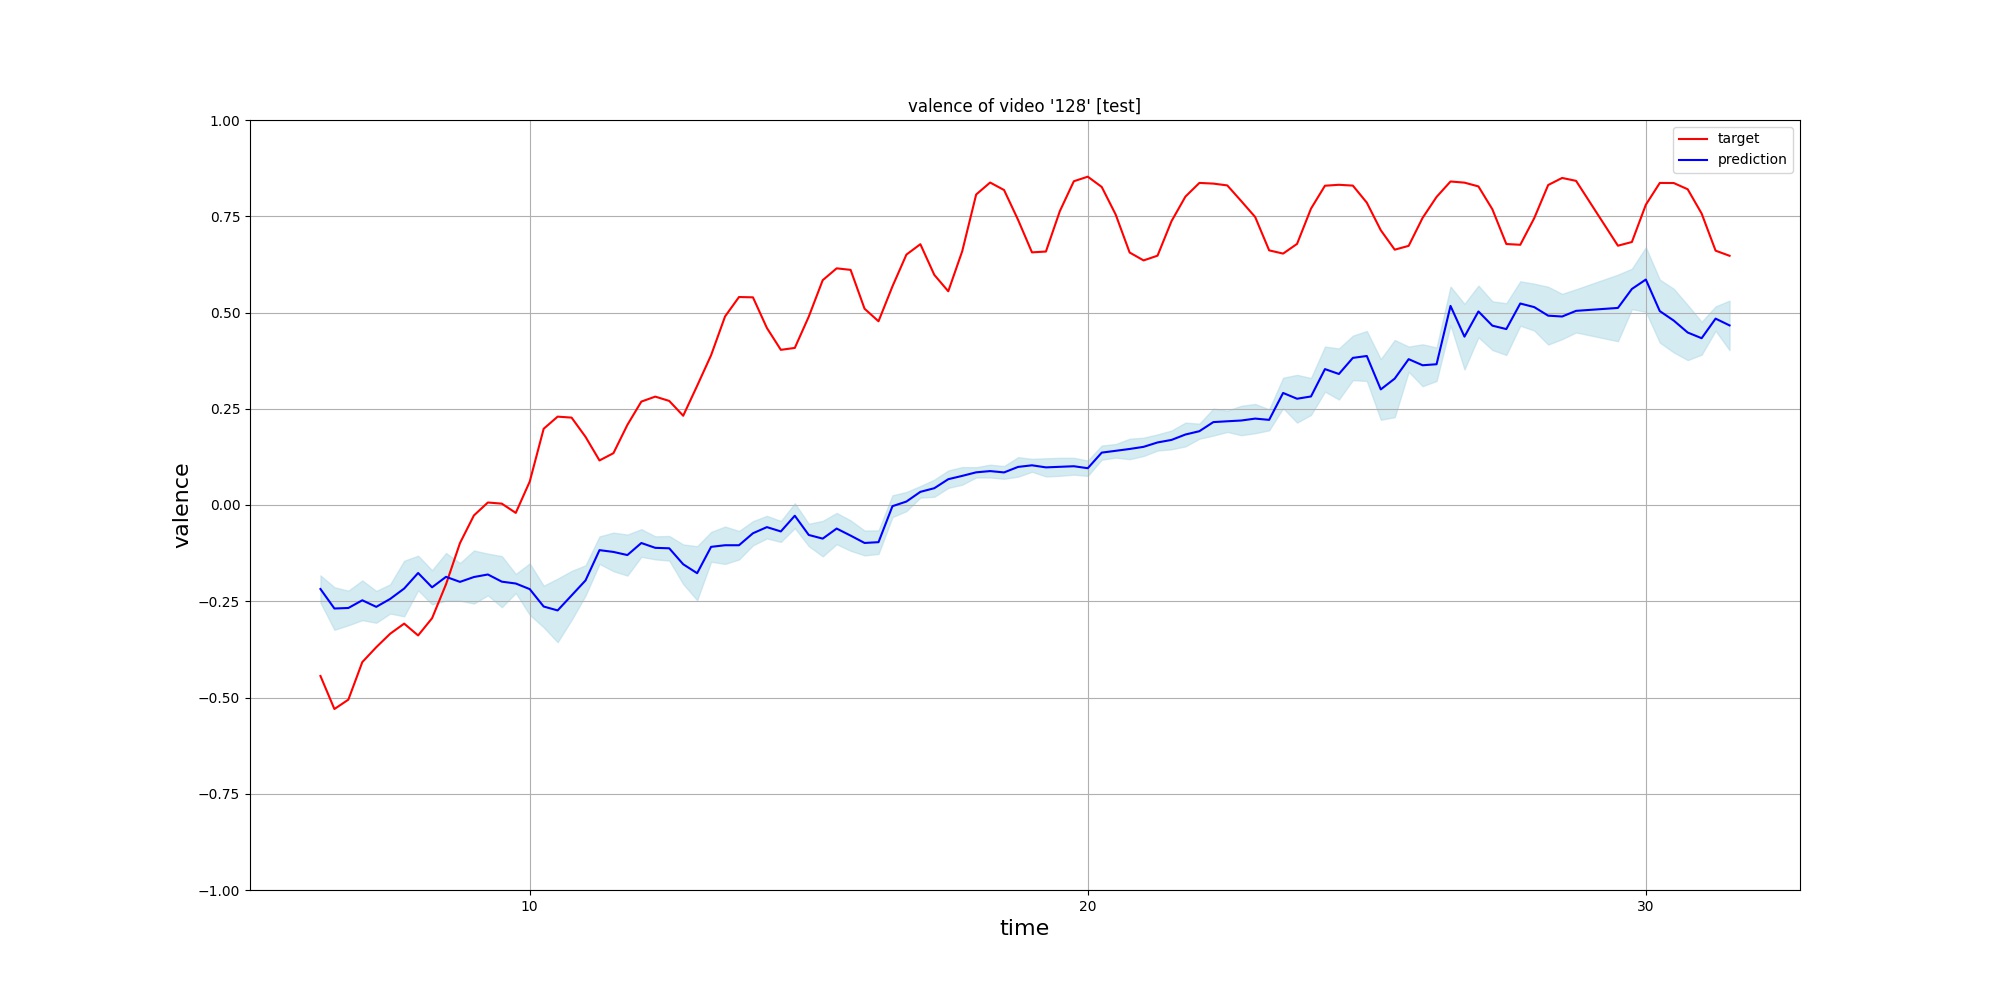 valence of video '128' [test]
target
prediction
1.00
0.75
0.50
0.25
0.00
−0.25
−0.50
−0.75
−1.00
valence
10 20 30
time